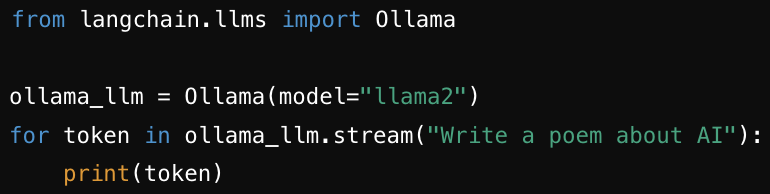 from langchain.llms import Ollama
ollama_llm = Ollama(model="llama2")
for token in ollama_llm.stream("Write a poem about AI"):
    print(token)